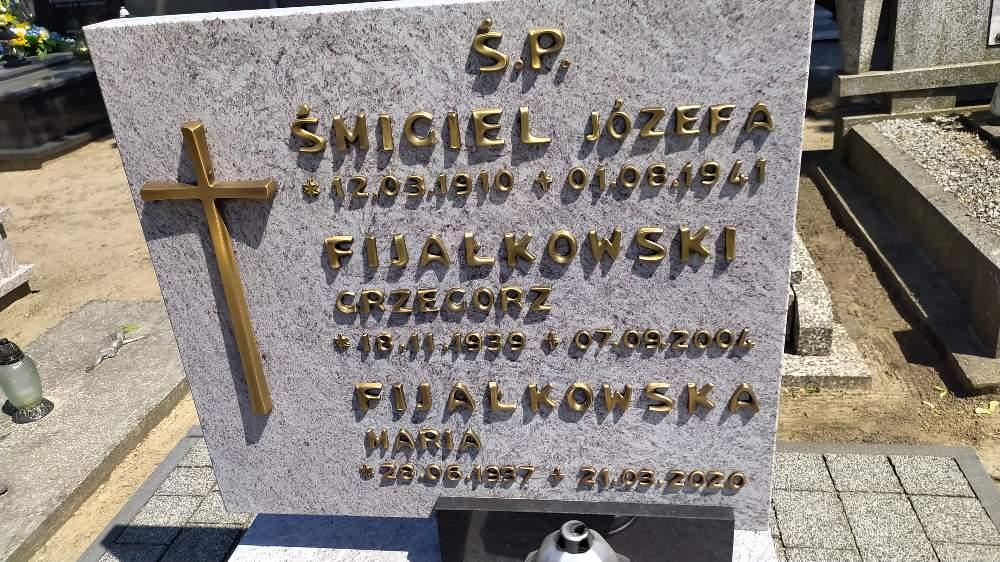 Ś.P.
ŚMIGIEL JÓZEFA
* 12.03.1910 + 01.08.1941
FIJAŁKOWSKI
GRZEGORZ
* 18.11.1939 + 07.09.2004
FIJAŁKOWSKA
MARIA
* 28.06.1937 + 21.03.2020